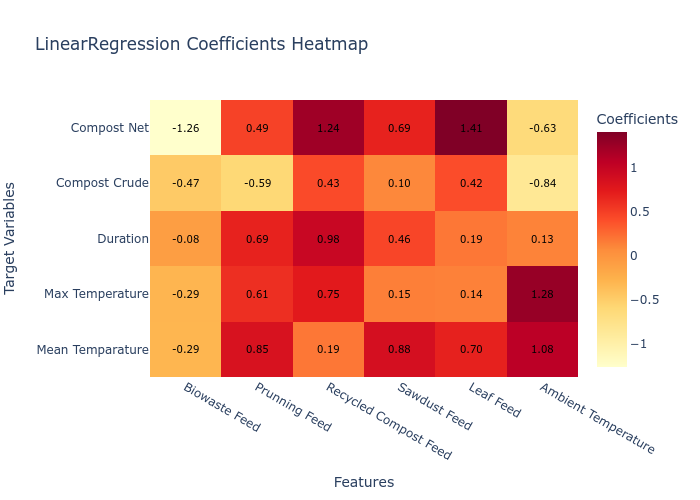 LinearRegression Coefficients Heatmap
Coefficients
Compost Net -1.26 0.49 1.24 0.69 1.41 -0.63
Compost Crude -0.47 -0.59 0.43 0.10 0.42 -0.84
Duration -0.08 0.69 0.98 0.46 0.19 0.13
Max Temperature -0.29 0.61 0.75 0.15 0.14 1.28
Mean Temparature -0.29 0.85 0.19 0.88 0.70 1.08
1
0.5
0
−0.5
−1
Target Variables
Biowaste Feed
Prunning Feed
Recycled Compost Feed
Sawdust Feed
Leaf Feed
Ambient Temperature
Features